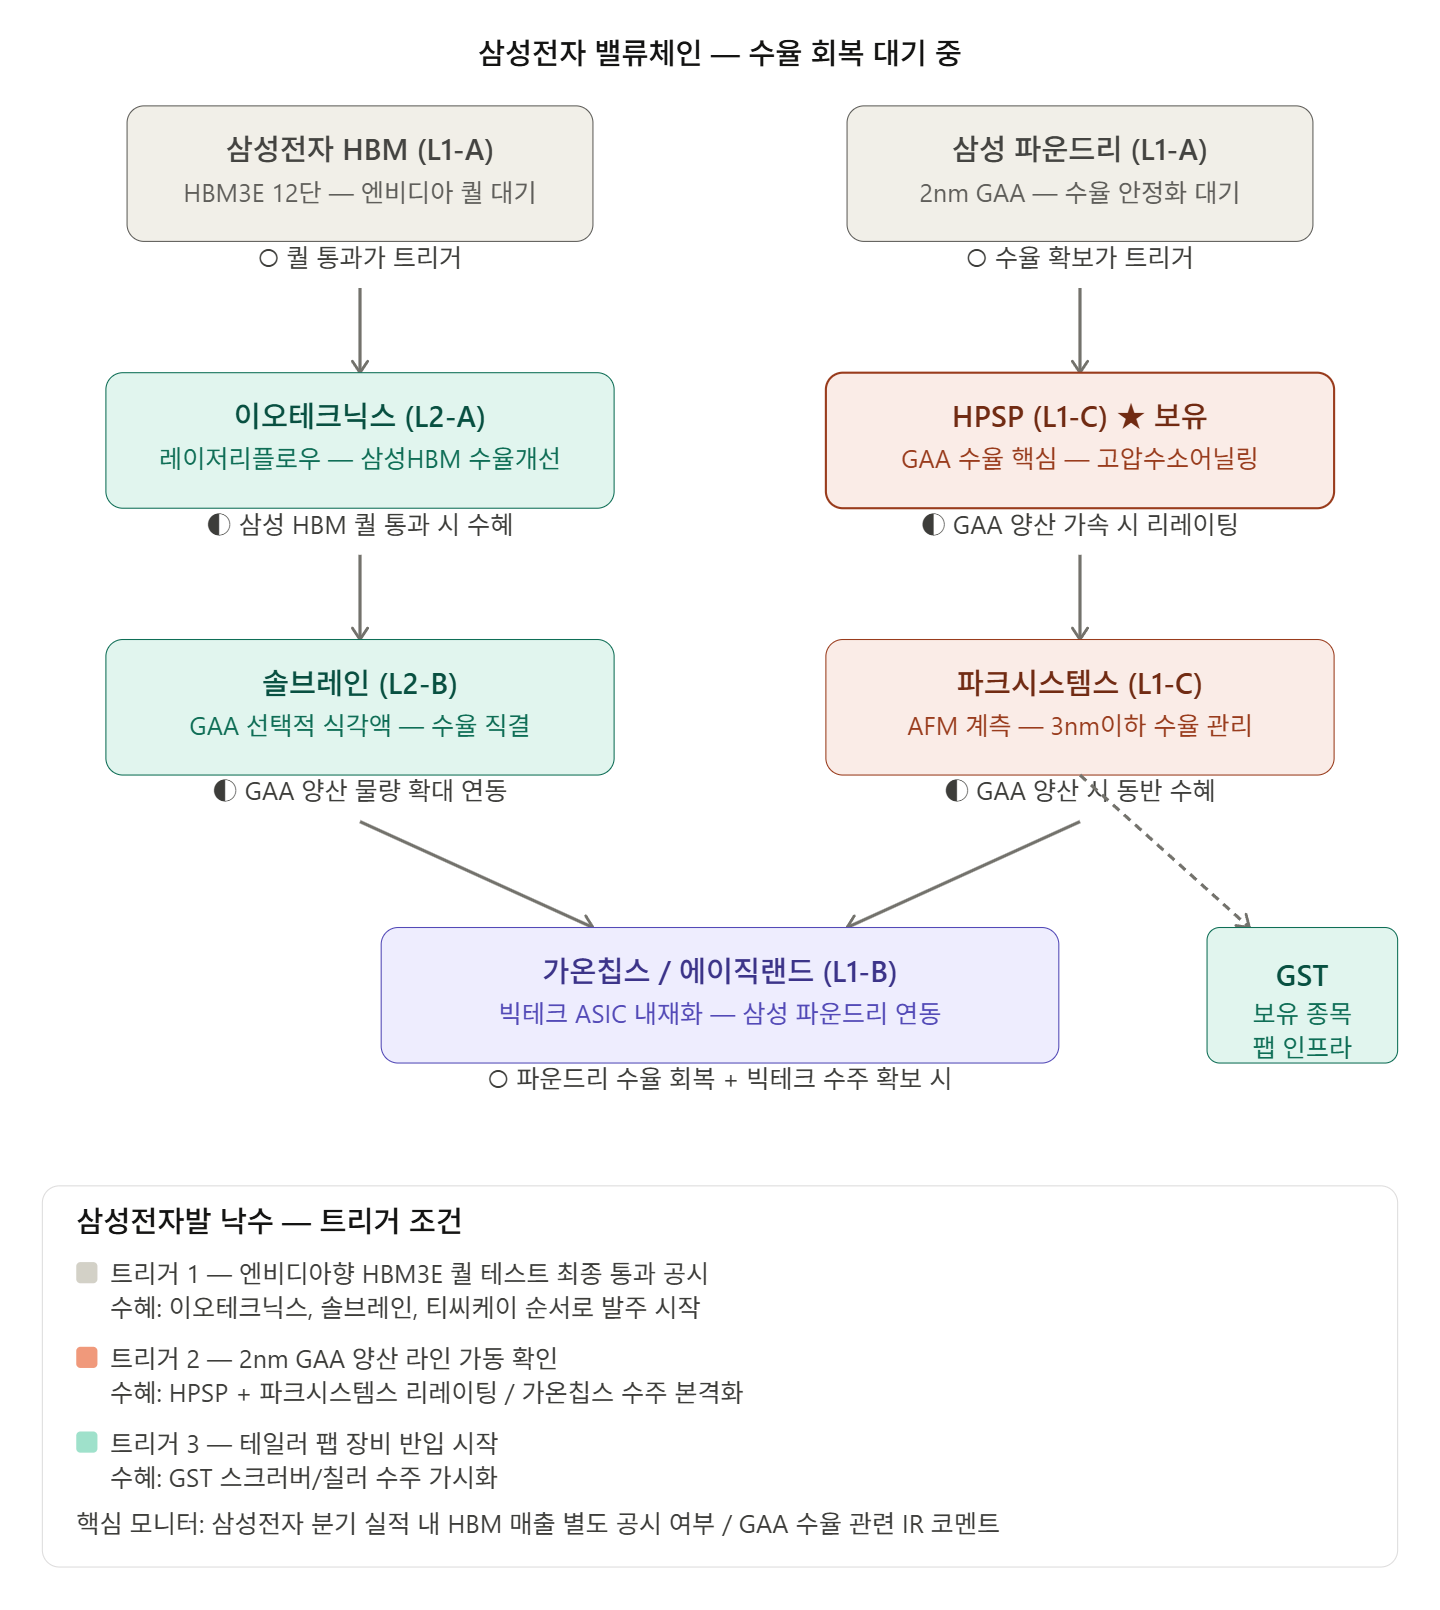 삼성전자 밸류체인 — 수율 회복 대기 중
삼성전자 HBM (L1-A)
HBM3E 12단 — 엔비디아 퀄 대기
○ 퀄 통과가 트리거
삼성 파운드리 (L1-A)
2nm GAA — 수율 안정화 대기
○ 수율 확보가 트리거
이오테크닉스 (L2-A)
레이저리플로우 — 삼성HBM 수율개선
◐ 삼성 HBM 퀄 통과 시 수혜
HPSP (L1-C) ★ 보유
GAA 수율 핵심 — 고압수소어닐링
◐ GAA 양산 가속 시 리레이팅
솔브레인 (L2-B)
GAA 선택적 식각액 — 수율 직결
◐ GAA 양산 물량 확대 연동
파크시스템스 (L1-C)
AFM 계측 — 3nm이하 수율 관리
◐ GAA 양산 시 동반 수혜
가온칩스 / 에이직랜드 (L1-B)
빅테크 ASIC 내재화 — 삼성 파운드리 연동
○ 파운드리 수율 회복 + 빅테크 수주 확보 시
GST
보유 종목
팹 인프라
삼성전자발 낙수 — 트리거 조건
트리거 1 — 엔비디아향 HBM3E 퀄 테스트 최종 통과 공시
수혜: 이오테크닉스, 솔브레인, 티씨케이 순서로 발주 시작
트리거 2 — 2nm GAA 양산 라인 가동 확인
수혜: HPSP + 파크시스템스 리레이팅 / 가온칩스 수주 본격화
트리거 3 — 테일러 팹 장비 반입 시작
수혜: GST 스크러버/칠러 수주 가시화
핵심 모니터: 삼성전자 분기 실적 내 HBM 매출 별도 공시 여부 / GAA 수율 관련 IR 코멘트